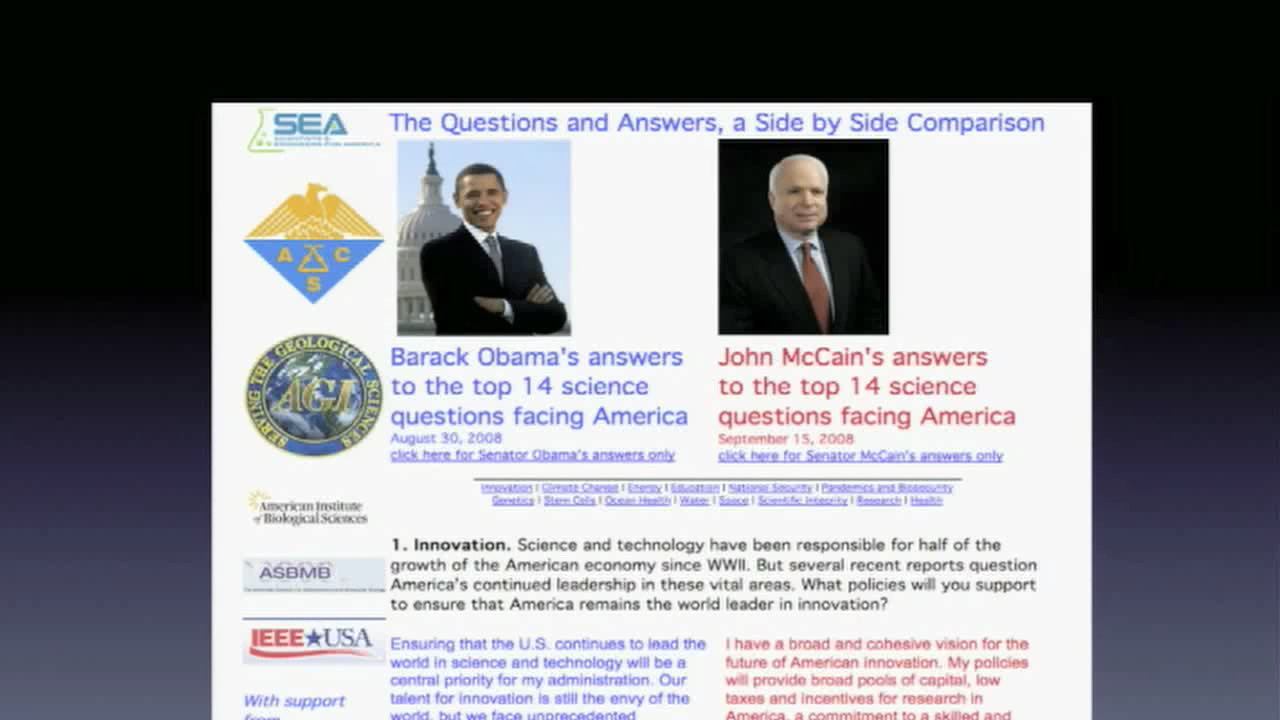 SEA
SCIENTISTS &
ENGINEERS FOR AMERICA
The Questions and Answers, a Side by Side Comparison
A C
S
SERVING THE GEOLOGICAL SCIENCES
AGI
Barack Obama's answers
to the top 14 science
questions facing America
August 30, 2008
click here for Senator Obama's answers only
John McCain's answers
to the top 14 science
questions facing America
September 15, 2008
click here for Senator McCain's answers only
Innovation | Climate Change | Energy | Education | National Security | Pandemics and Biosecurity
Genetics | Stem Cells | Ocean Health | Water | Space | Scientific Integrity | Research | Health
American Institute
of Biological Sciences
1. Innovation. Science and technology have been responsible for half of the
growth of the American economy since WWII. But several recent reports question
America's continued leadership in these vital areas. What policies will you support
to ensure that America remains the world leader in innovation?
ASBMB
IEEE USA
With support
from
Ensuring that the U.S. continues to lead the
world in science and technology will be a
central priority for my administration. Our
talent for innovation is still the envy of the
world, but we face unprecedented
I have a broad and cohesive vision for the
future of American innovation. My policies
will provide broad pools of capital, low
taxes and incentives for research in
America, a commitment to a skilled and